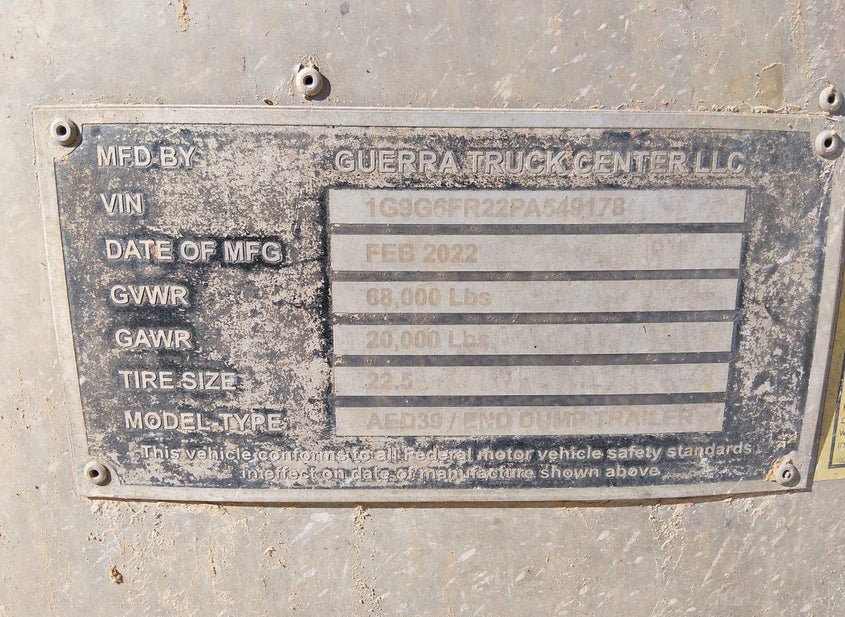 MFD BY GUERRA TRUCK CENTER LLC
VIN 1G9G6FR22PA549178
DATE OF MFG FEB 2022
GVWR 68,000 Lbs
GAWR 20,000 Lbs
TIRE SIZE 22.5
MODEL TYPE AED39 / END DUMP TRAILER
This vehicle conforms to all Federal motor vehicle safety standards
in effect on date of manufacture shown above